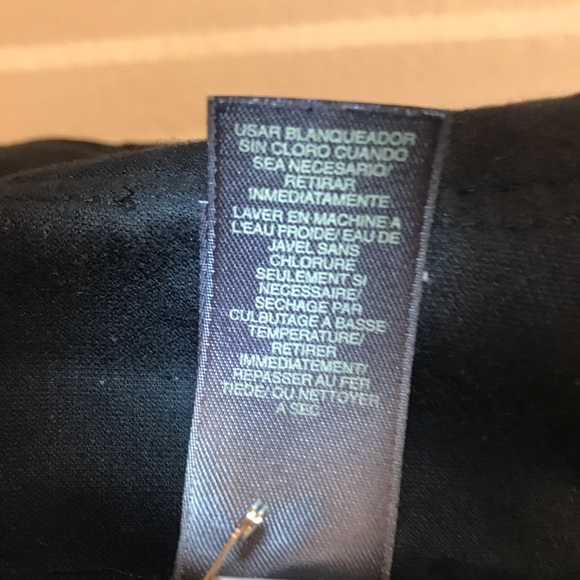 USAR BLANQUEADOR
SIN CLORO CUANDO
SEA NECESARIO/
RETIRAR
INMEDIATAMENTE
LAVER EN MACHINE A
L'EAU FROIDE/ EAU DE
JAVEL SANS
CHLORURE
SEULEMENT SI
NECESSAIRE/
SECHAGE PAR
CULBUTAGE A BASSE
TEMPERATURE/
RETIRER
IMMEDIATEMENT/
REPASSER AU FER
TIEDE/ OU NETTOYER
A SEC